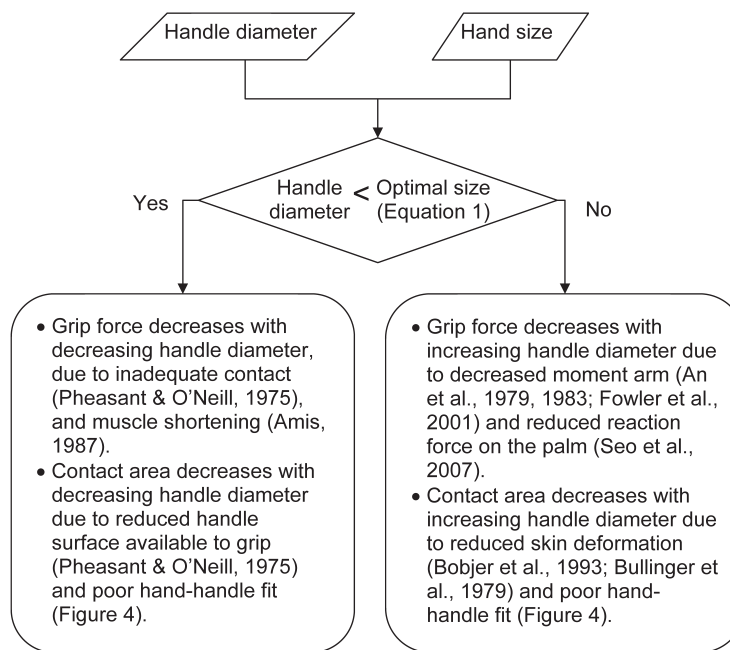 Handle diameter
Hand size
Handle diameter < Optimal size (Equation 1)
Yes
No
• Grip force decreases with
decreasing handle diameter,
due to inadequate contact
(Pheasant & O'Neill, 1975),
and muscle shortening (Amis,
1987).
• Contact area decreases with
decreasing handle diameter
due to reduced handle
surface available to grip
(Pheasant & O'Neill, 1975)
and poor hand-handle fit
(Figure 4).
• Grip force decreases with
increasing handle diameter due
to decreased moment arm (An
et al., 1979, 1983; Fowler et al.,
2001) and reduced reaction
force on the palm (Seo et al.,
2007).
• Contact area decreases with
increasing handle diameter due
to reduced skin deformation
(Bobjer et al., 1993; Bullinger et
al., 1979) and poor hand-
handle fit (Figure 4).